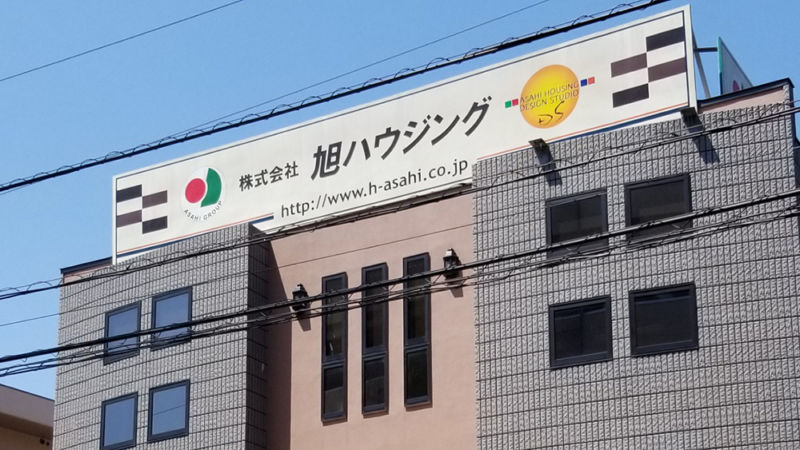 ASAHI GROUP
株式会社 旭ハウジング
http://www.h-asahi.co.jp
ASAHI HOUSING
DESIGN STUDIO
DS